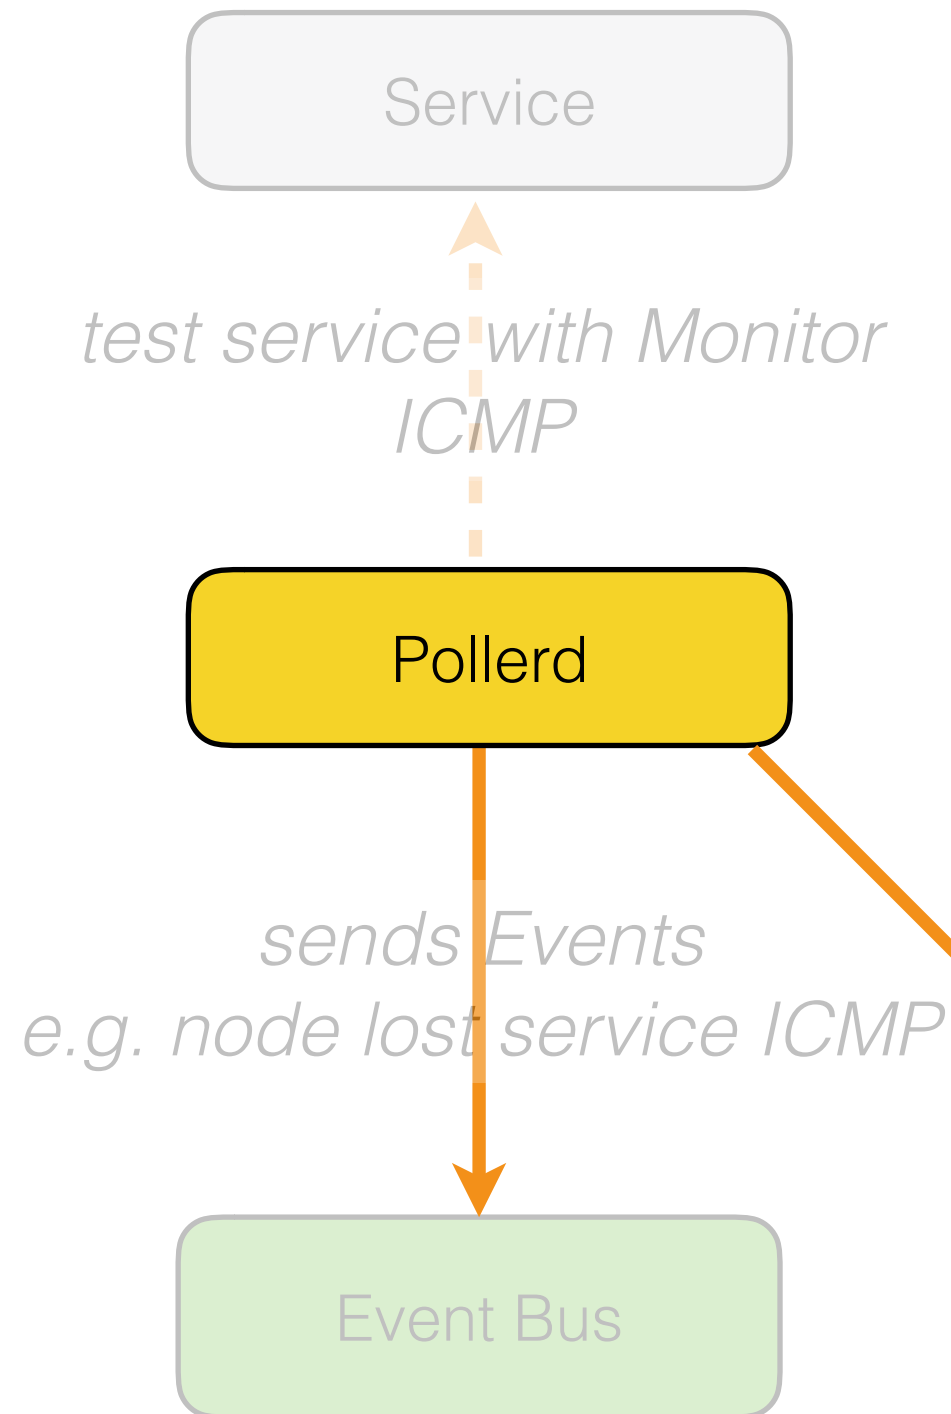 Service
test service with Monitor
ICMP
Pollerd
sends Events
e.g. node lost service ICMP
Event Bus